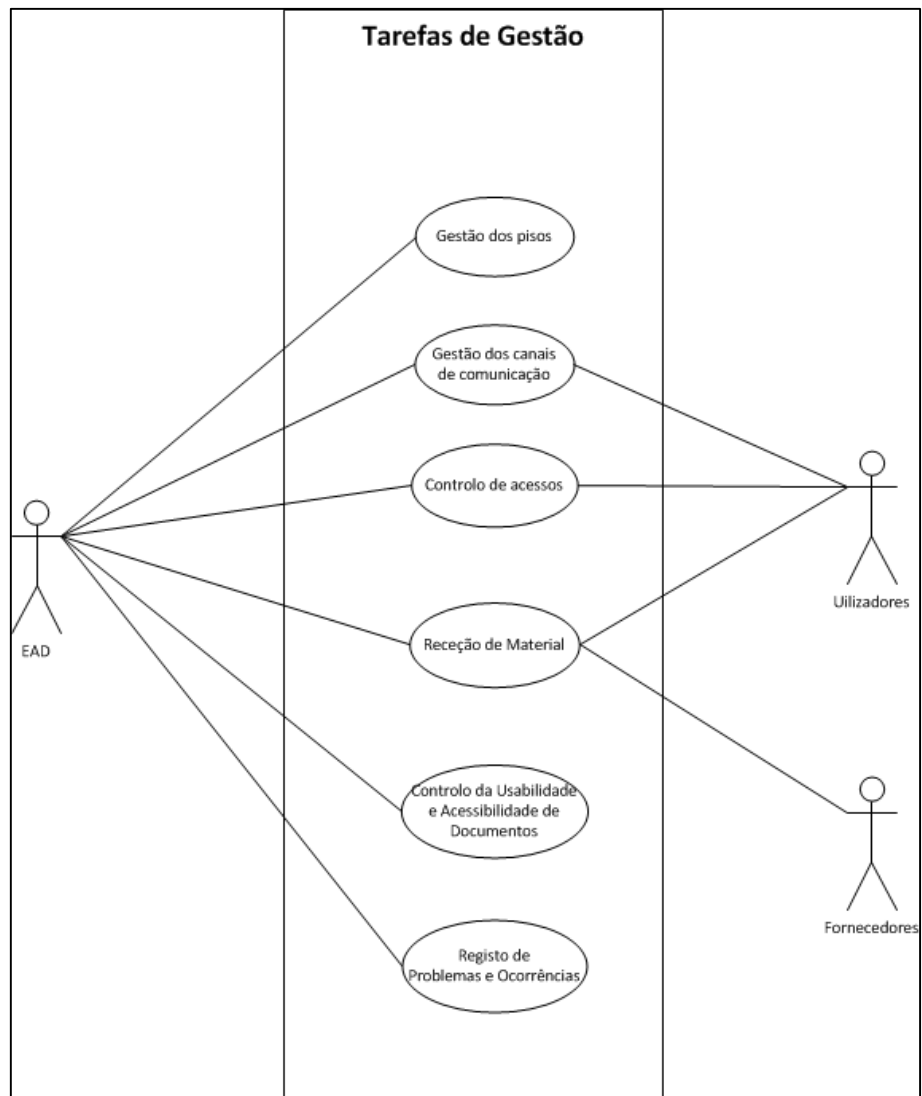 Tarefas de Gestão
Gestão dos pisos
Gestão dos canais
de comunicação
Controlo de acessos
Uilizadores
EAD
Receção de Material
Controlo da Usabilidade
e Acessibilidade de
Documentos
Fornecedores
Registo de
Problemas e Ocorrências